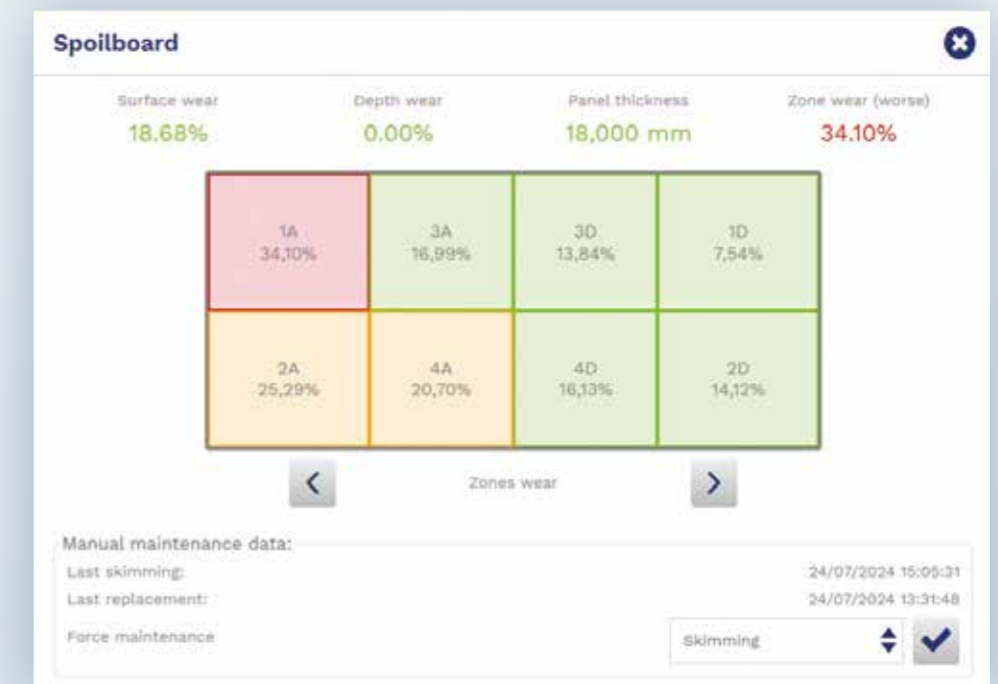 Spoilboard
Surface wear Depth wear Panel thickness Zone wear (worse)
18.68% 0.00% 18,000 mm 34.10%
1A 3A 3D 1D
34,10% 16,99% 13,84% 7,54%
2A 4A 4D 2D
25,29% 20,70% 16,13% 14,12%
Zones wear
Manual maintenance data:
Last skimming: 24/07/2024 15:05:31
Last replacement: 24/07/2024 13:31:48
Force maintenance Skimming